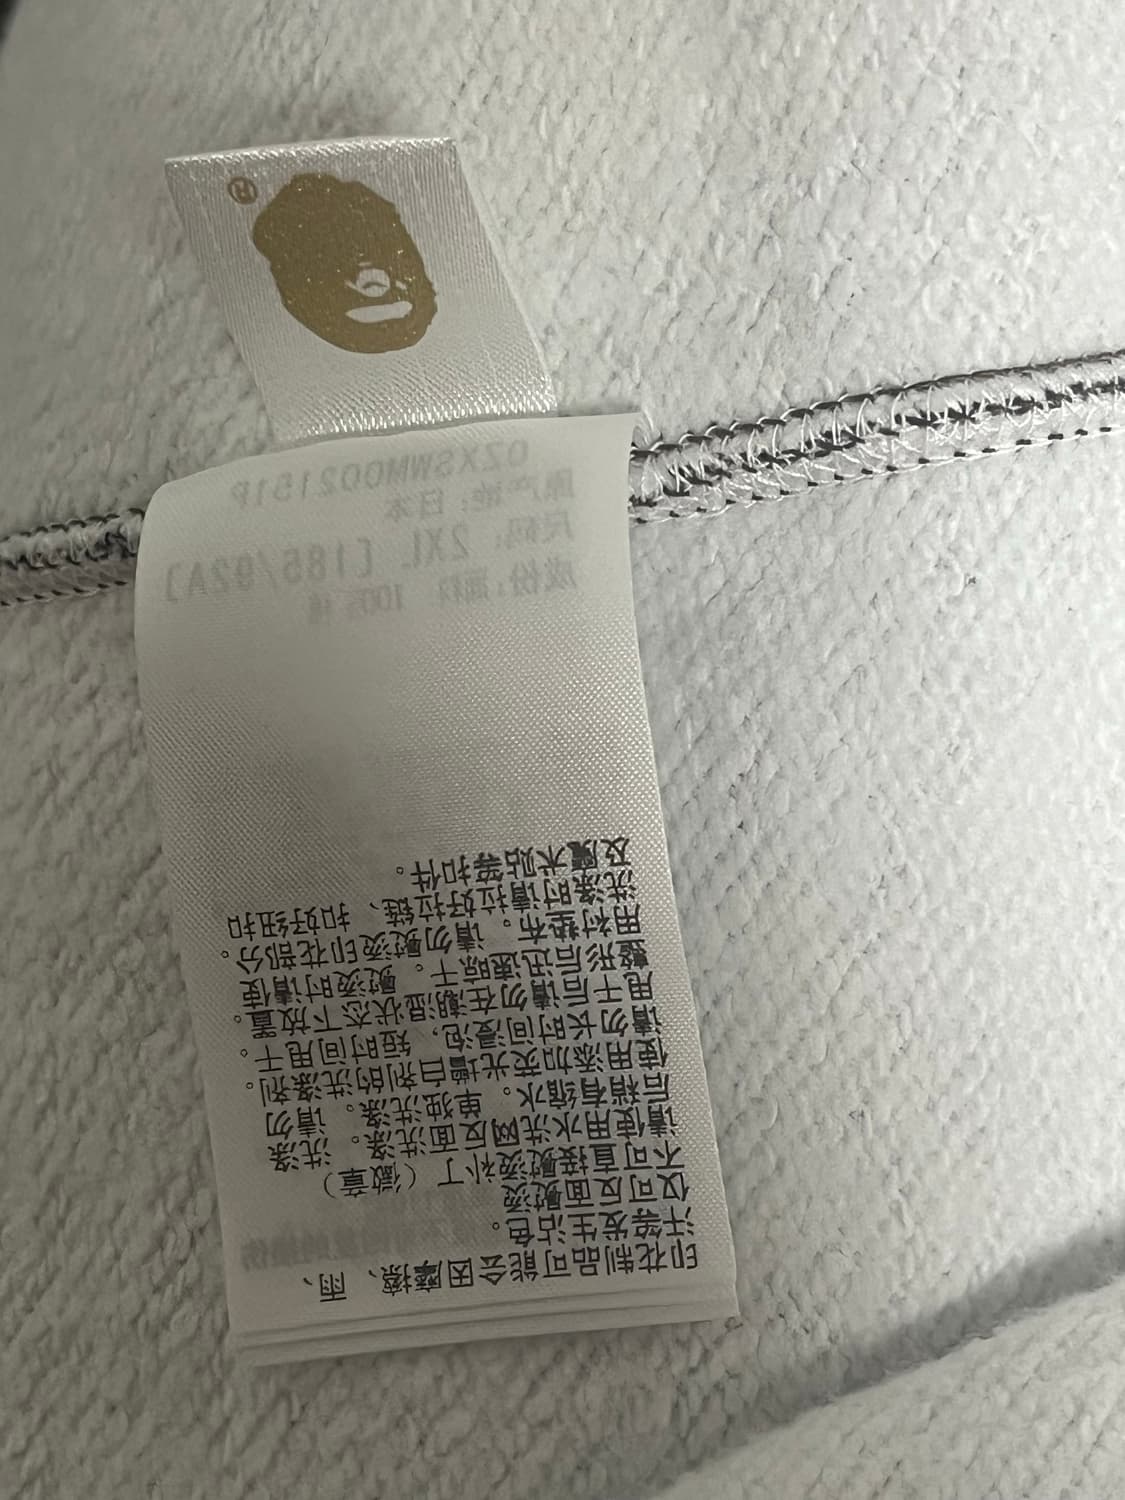 ®
OZXSWM002151P
原产地：日本
尺码：2XL [185/92A]
成份：面料 100% 棉
印花制品可能会因摩擦、雨、
汗等发生沾色。
仅可反面熨烫
不可直接熨烫补丁（徽章）
请使用水洗网反面洗涤。洗涤
后稍有缩水。单独洗涤。请勿
使用添加荧光增白剂的洗涤剂。
请勿长时间浸泡，短时间甩干。
甩干后请勿在潮湿状态下放置。
整形后迅速晾干。熨烫时请使
用衬垫布。请勿熨烫印花部分。
洗涤时请拉好拉链、扣好纽扣
及魔术贴等扣件。